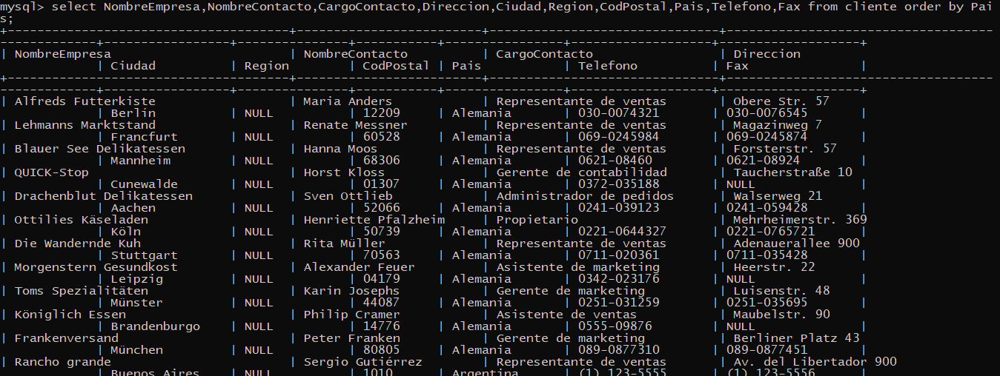 mysql> select NombreEmpresa,NombreContacto,CargoContacto,Direccion,Ciudad,Region,CodPostal,Pais,Telefono,Fax from cliente order by Pai
s;
| NombreEmpresa | NombreContacto | CargoContacto | Direccion
| Ciudad | Region | CodPostal | Pais | Telefono | Fax |
| Alfreds Futterkiste | Maria Anders | Representante de ventas | Obere Str. 57
| Berlin | NULL | 12209 | Alemania | 030-0074321 | 030-0076545 |
| Lehmanns Marktstand | Renate Messner | Representante de ventas | Magazinweg 7
| Francfurt | NULL | 60528 | Alemania | 069-0245984 | 069-0245874 |
| Blauer See Delikatessen | Hanna Moos | Representante de ventas | Forsterstr. 57
| Mannheim | NULL | 68306 | Alemania | 0621-08460 | 0621-08924 |
| QUICK-Stop | Horst Kloss | Gerente de contabilidad | Taucherstraße 10
| Cunewalde | NULL | 01307 | Alemania | 0372-035188 | NULL |
| Drachenblut Delikatessen | Sven Ottlieb | Administrador de pedidos | Walserweg 21
| Aachen | NULL | 52066 | Alemania | 0241-039123 | 0241-059428 |
| Ottilies Käseladen | Henriette Pfalzheim | Propietario | Mehrheimerstr. 369
| Köln | NULL | 50739 | Alemania | 0221-0644327 | 0221-0765721 |
| Die Wandernde Kuh | Rita Müller | Representante de ventas | Adenauerallee 900
| Stuttgart | NULL | 70563 | Alemania | 0711-020361 | 0711-035428 |
| Morgenstern Gesundkost | Alexander Feuer | Asistente de marketing | Heerstr. 22
| Leipzig | NULL | 04179 | Alemania | 0342-023176 | NULL |
| Toms Spezialitäten | Karin Josephs | Gerente de marketing | Luisenstr. 48
| Münster | NULL | 44087 | Alemania | 0251-031259 | 0251-035695 |
| Königlich Essen | Philip Cramer | Asistente de ventas | Maubelstr. 90
| Brandenburgo | NULL | 14776 | Alemania | 0555-09876 | NULL |
| Frankenversand | Peter Franken | Gerente de marketing | Berliner Platz 43
| München | NULL | 80805 | Alemania | 089-0877310 | 089-0877451 |
| Rancho grande | Sergio Gutiérrez | Representante de ventas | Av. del Libertador 900
| Buenos Aires | NULL | 1010 | Argentina | (1) 123-5555 | (1) 123-5556 |